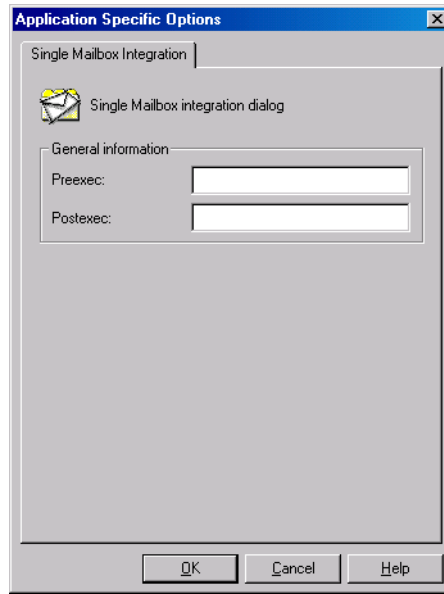 Application Specific Options
Single Mailbox Integration
Single Mailbox integration dialog
General information
Preexec:
Postexec:
OK Cancel Help